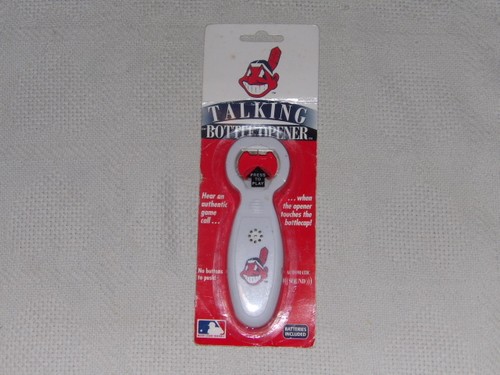 TALKING
BOTTLE OPENER
PRESS
TO
PLAY
Hear an
authentic
game
call...
...when
the opener
touches the
bottlecap!
No buttons
to push!
BATTERIES
INCLUDED